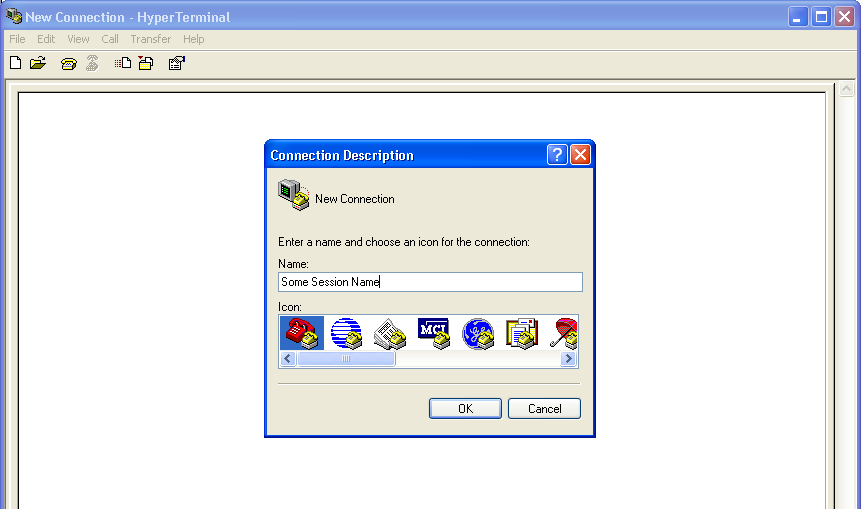 New Connection - HyperTerminal
File Edit View Call Transfer Help
Connection Description
?
New Connection
Enter a name and choose an icon for the connection:
Name:
Some Session Name
Icon:
MCI
OK Cancel